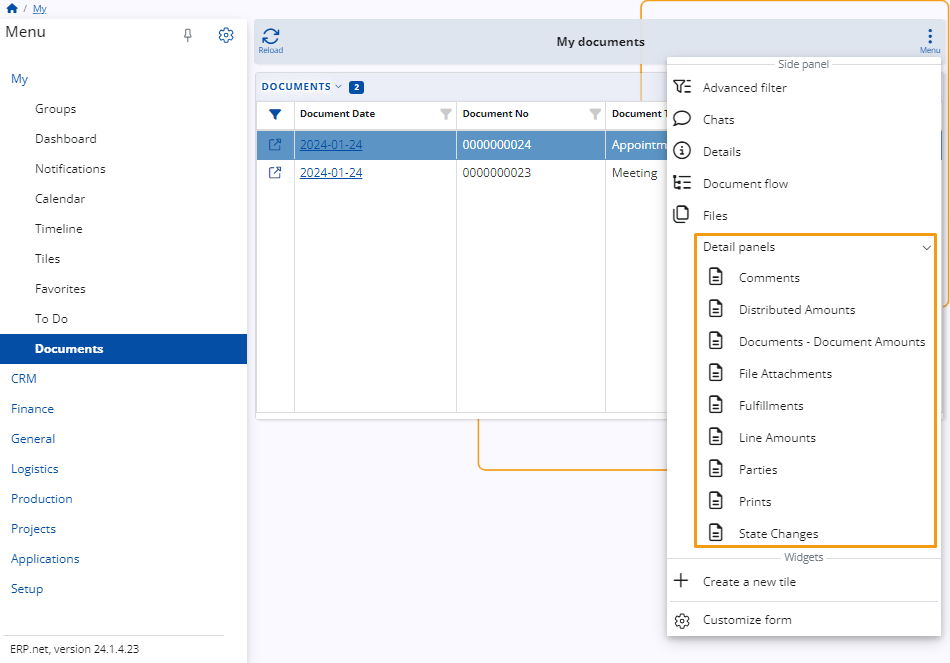 / My
Menu
My
Groups
Dashboard
Notifications
Calendar
Timeline
Tiles
Favorites
To Do
Documents
CRM
Finance
General
Logistics
Production
Projects
Applications
Setup
ERP.net, version 24.1.4.23
Reload
My documents
Menu
DOCUMENTS 2
Document Date Document No Document T
2024-01-24 0000000024 Appointm
2024-01-24 0000000023 Meeting
Side panel
Advanced filter
Chats
Details
Document flow
Files
Detail panels
Comments
Distributed Amounts
Documents - Document Amounts
File Attachments
Fulfillments
Line Amounts
Parties
Prints
State Changes
Widgets
Create a new tile
Customize form